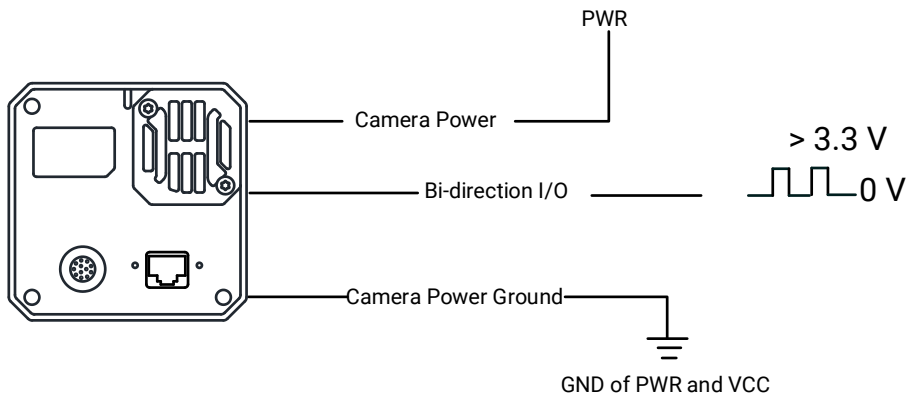 PWR
Camera Power
> 3.3 V
Bi-direction I/O
0 V
Camera Power Ground
GND of PWR and VCC